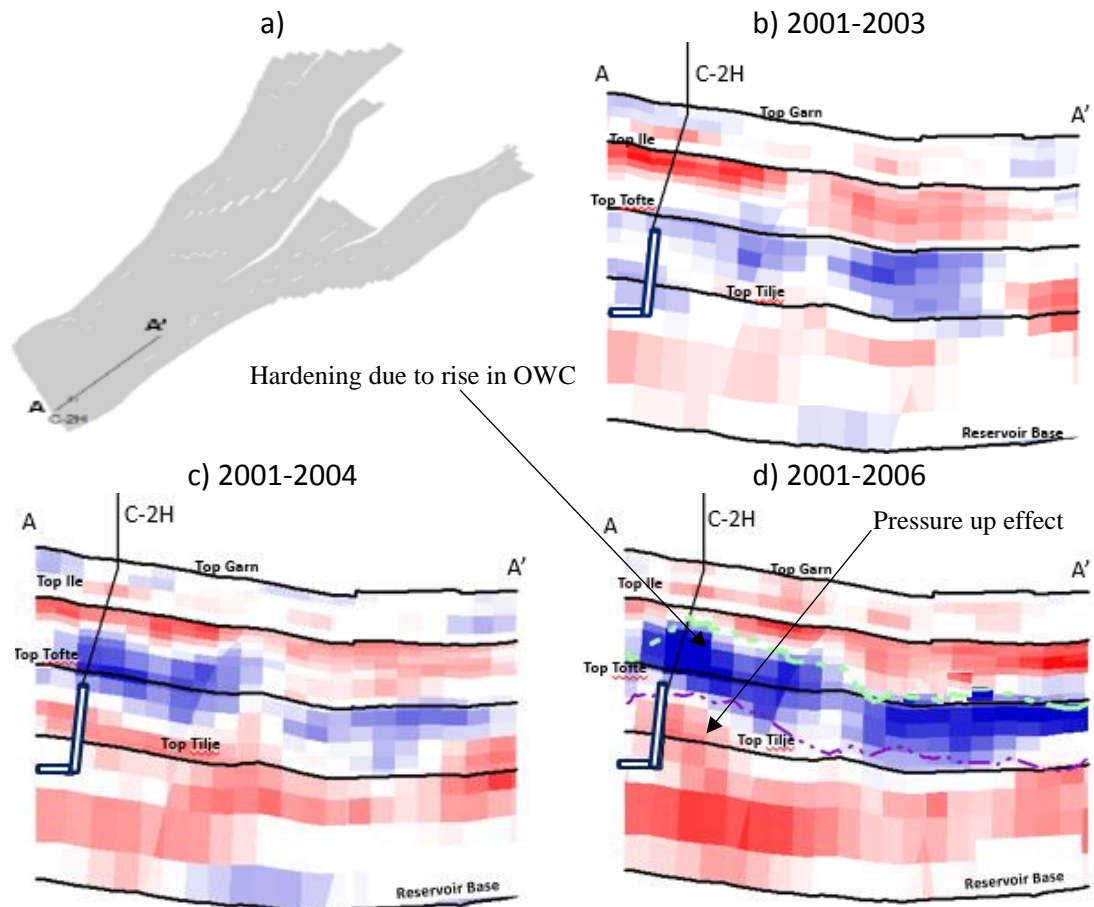 a)
A'
A
C-2H
b) 2001-2003
A
C-2H
A'
Top Garn
Top Ile
Top Tofte
Top Tilje
Reservoir Base
Hardening due to rise in OWC
c) 2001-2004
A
C-2H
A'
Top Garn
Top Ile
Top Tofte
Top Tilje
Reservoir Base
d) 2001-2006
A
C-2H
Pressure up effect
A'
Top Garn
Top Ile
Top Tofte
Top Tilje
Reservoir Base